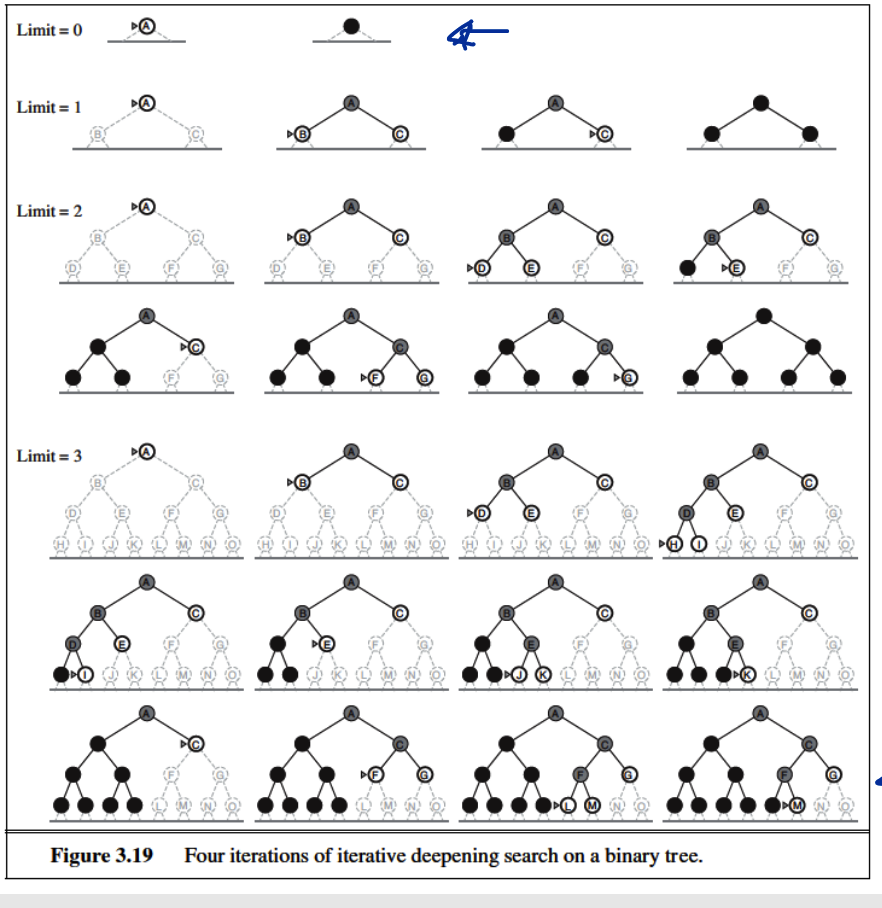 Limit = 0 A
Limit = 1 A B C A B C A C
Limit = 2 A B C D E F G A B C D E F G A B C D E F G A B C E F G
A C F G A C F G A C G
Limit = 3 A B C D E F G H I J K L M N O A B C D E F G H I J K L M N O A B C D E F G H I J K L M N O A B C D E F G H I J K L M N O
A B C D E F G I J K L M N O A B C E F G J K L M N O A B C E F G J K L M N O A B C E F G K L M N O
A C F G L M N O A C F G L M N O A C F G L M N O A C F G M N O
Figure 3.19 Four iterations of iterative deepening search on a binary tree.